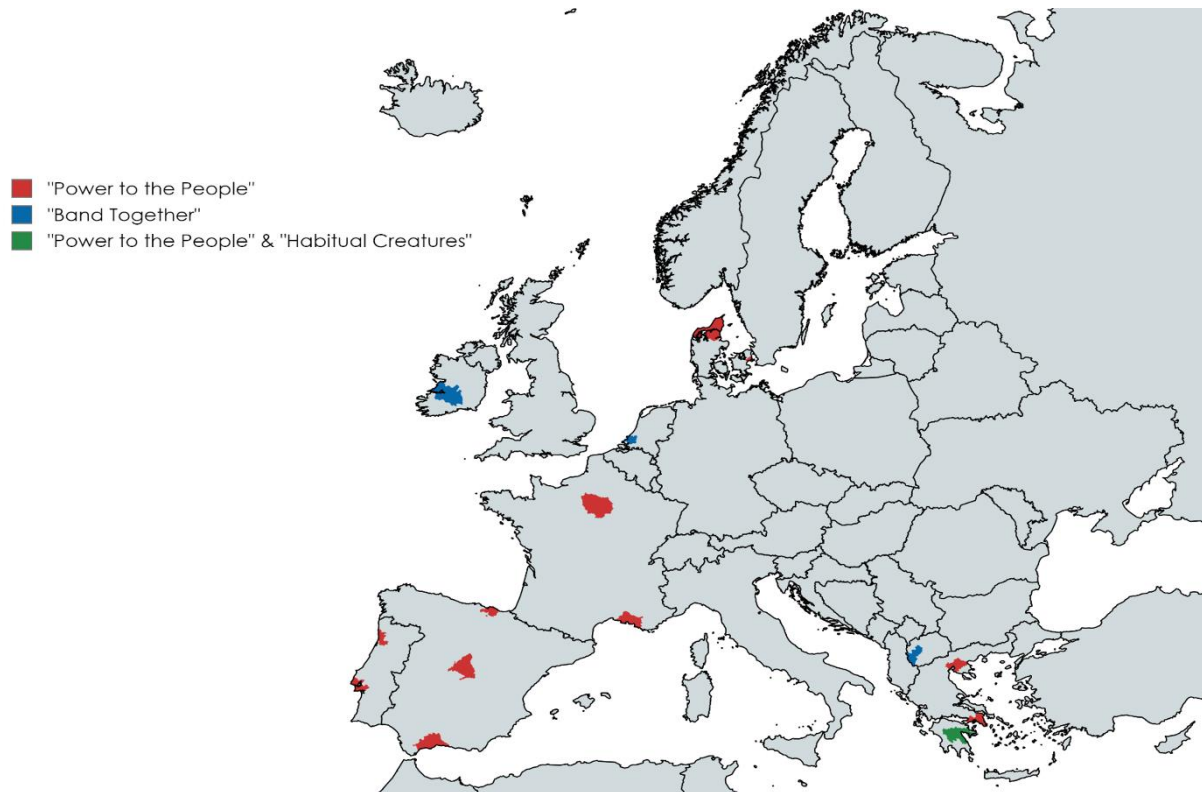 "Power to the People"
"Band Together"
"Power to the People" & "Habitual Creatures"